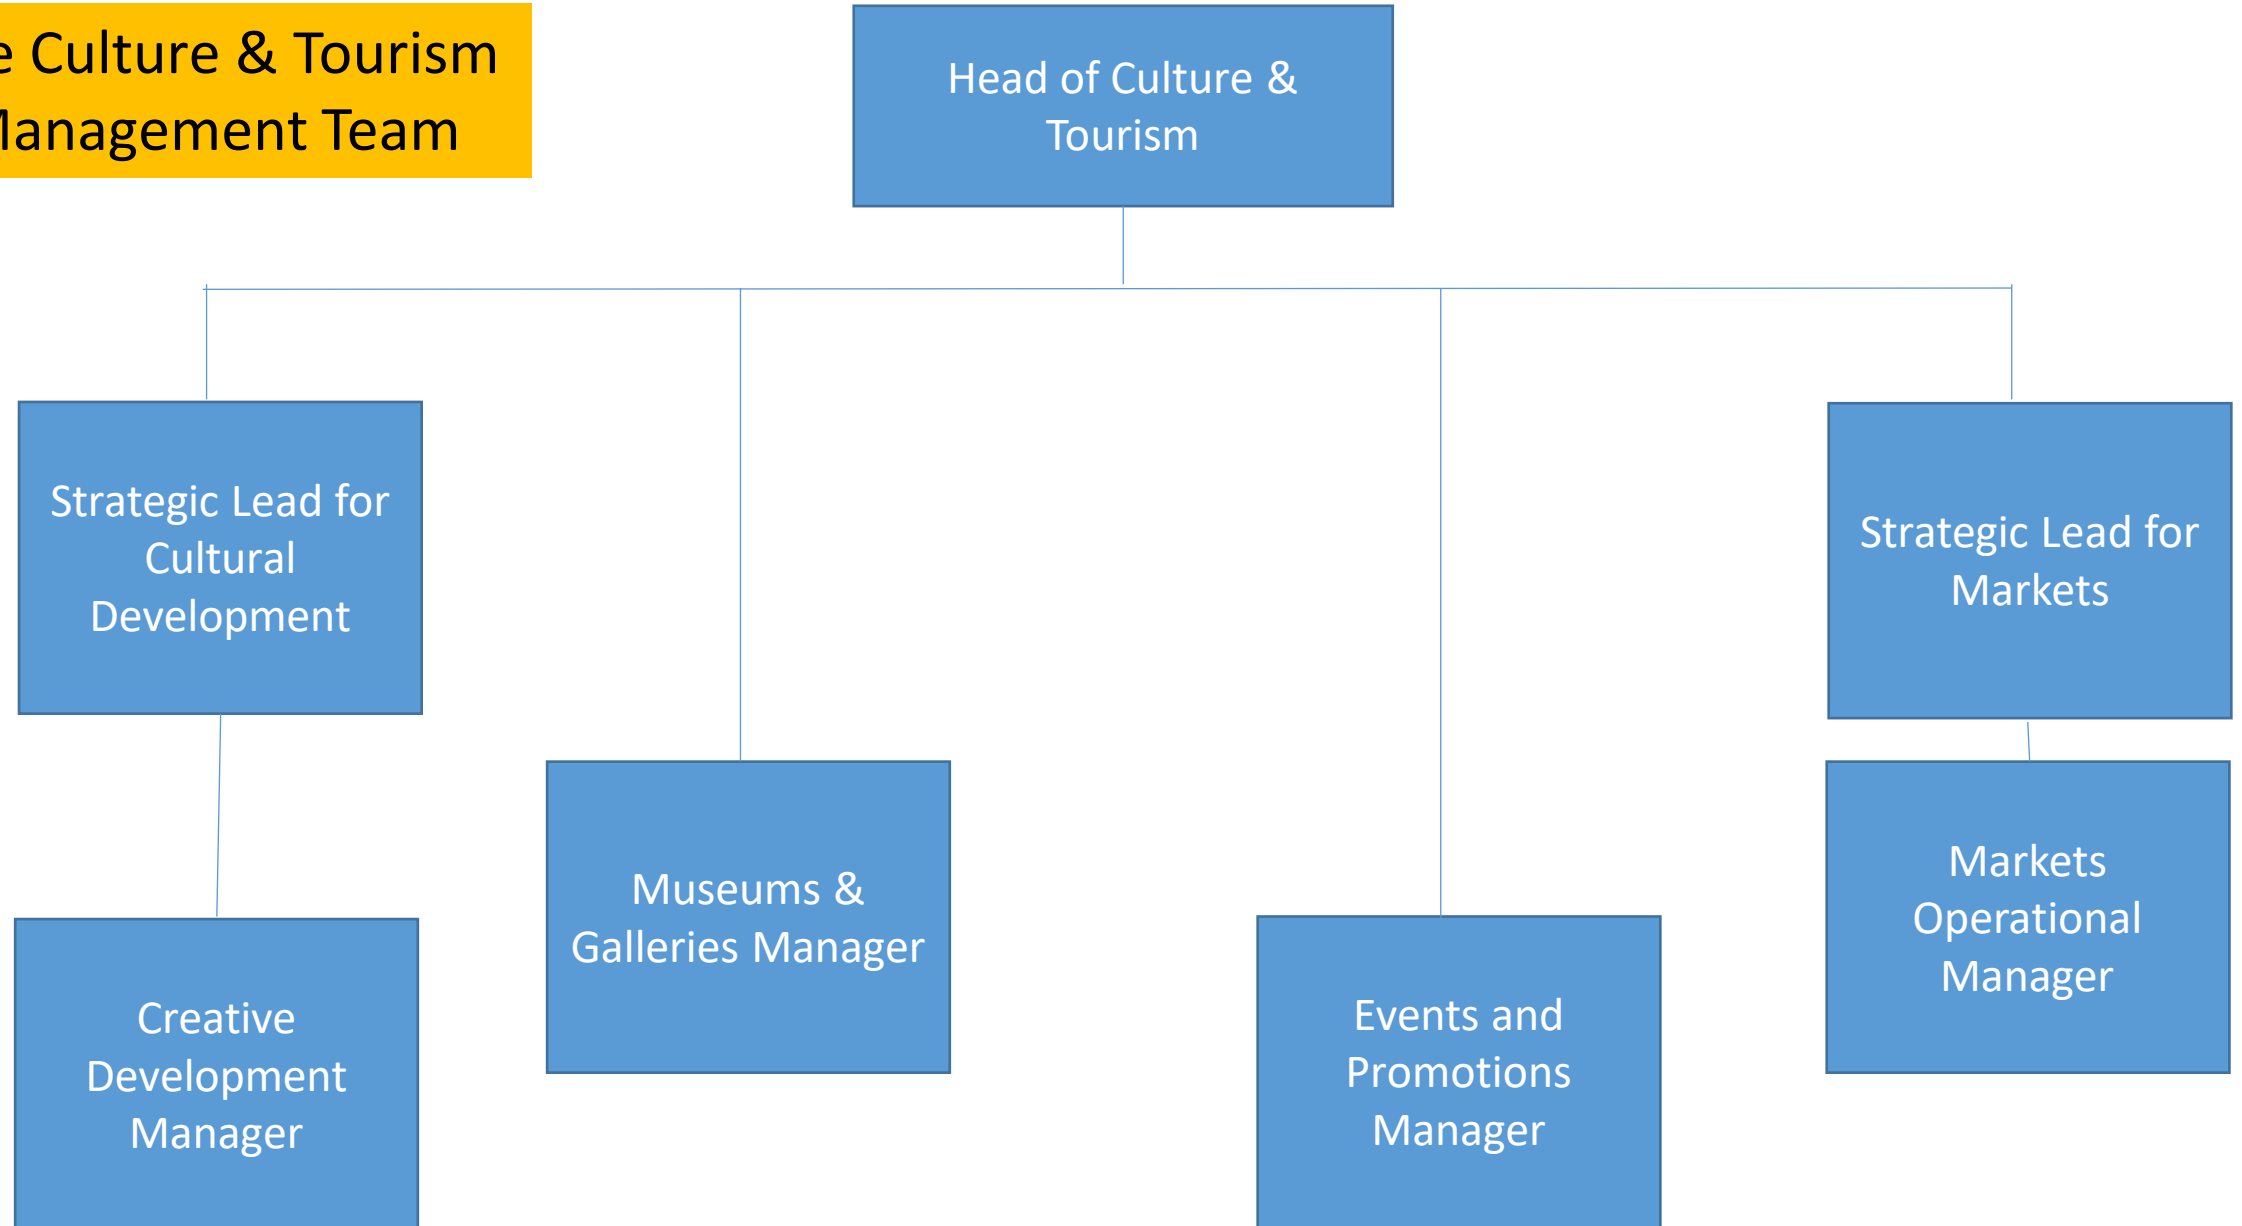 Culture & Tourism
Management Team
Head of Culture &
Tourism
Strategic Lead for
Cultural
Development
Strategic Lead for
Markets
Museums &
Galleries Manager
Markets
Operational
Manager
Creative
Development
Manager
Events and
Promotions
Manager